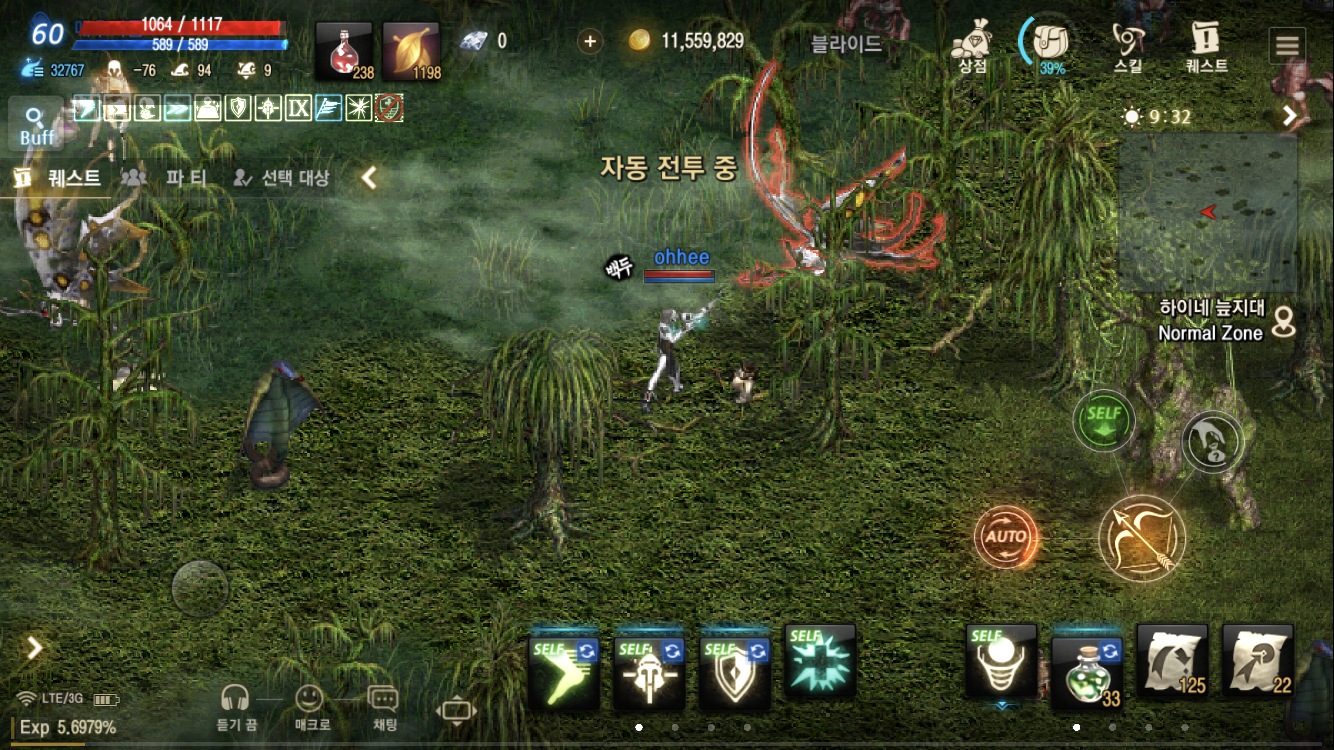 60
1064 / 1117
589 / 589
32767
-76
94
9
238
1198
0
11,559,829
블라이드
상점
39%
스킬
퀘스트
Buff
IX
9:32
퀘스트
파티
선택 대상
자동 전투 중
백두
ohhee
하이네 늪지대
Normal Zone
SELF
AUTO
SELF
SELF
SELF
SELF
SELF
33
125
22
LTE/3G
듣기 끔
매크로
채팅
Exp 5.6979%